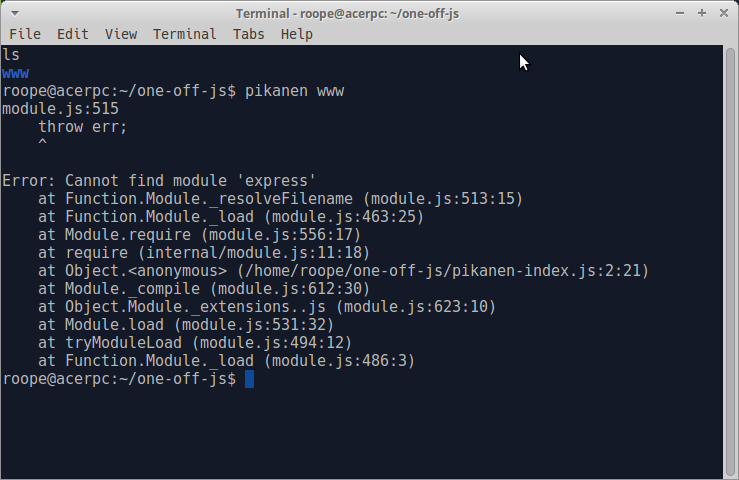 Terminal - roope@acerpc: ~/one-off-js
File Edit View Terminal Tabs Help
ls
www
roope@acerpc:~/one-off-js$ pikanen www
module.js:515
    throw err;
    ^
Error: Cannot find module 'express'
    at Function.Module._resolveFilename (module.js:513:15)
    at Function.Module._load (module.js:463:25)
    at Module.require (module.js:556:17)
    at require (internal/module.js:11:18)
    at Object.<anonymous> (/home/roope/one-off-js/pikanen-index.js:2:21)
    at Module._compile (module.js:612:30)
    at Object.Module._extensions..js (module.js:623:10)
    at Module.load (module.js:531:32)
    at tryModuleLoad (module.js:494:12)
    at Function.Module._load (module.js:486:3)
roope@acerpc:~/one-off-js$